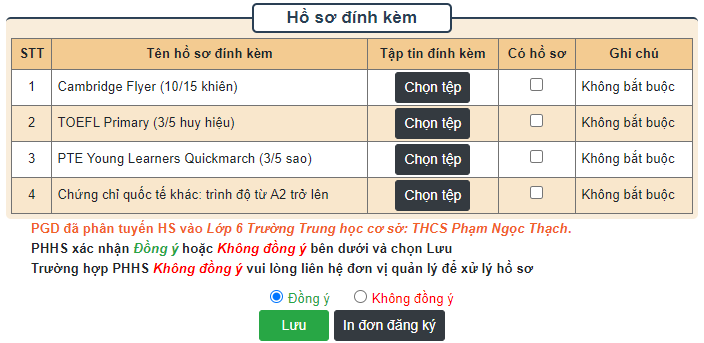 Hồ sơ đính kèm
STT Tên hồ sơ đính kèm Tập tin đính kèm Có hồ sơ Ghi chú
1 Cambridge Flyer (10/15 khiên) Chọn tệp Không bắt buộc
2 TOEFL Primary (3/5 huy hiệu) Chọn tệp Không bắt buộc
3 PTE Young Learners Quickmarch (3/5 sao) Chọn tệp Không bắt buộc
4 Chứng chỉ quốc tế khác: trình độ từ A2 trở lên Chọn tệp Không bắt buộc
PGD đã phân tuyến HS vào Lớp 6 Trường Trung học cơ sở: THCS Phạm Ngọc Thạch.
PHHS xác nhận Đồng ý hoặc Không đồng ý bên dưới và chọn Lưu
Trường hợp PHHS Không đồng ý vui lòng liên hệ đơn vị quản lý để xử lý hồ sơ
Đồng ý Không đồng ý
Lưu In đơn đăng ký